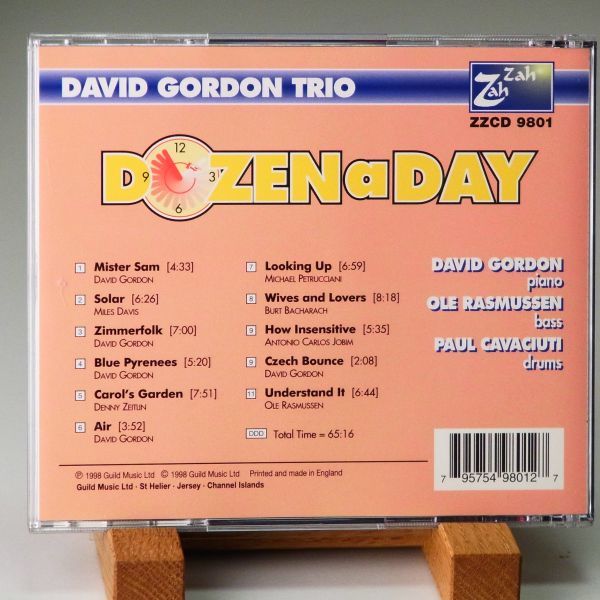 DAVID GORDON TRIO
Zah
Zah
ZZCD 9801
DOZEN a DAY
12
9
3
6
1 Mister Sam [4:33]
DAVID GORDON
2 Solar [6:26]
MILES DAVIS
3 Zimmerfolk [7:00]
DAVID GORDON
4 Blue Pyrenees [5:20]
DAVID GORDON
5 Carol's Garden [7:51]
DENNY ZEITLIN
6 Air [3:52]
DAVID GORDON
7 Looking Up [6:59]
MICHAEL PETRUCCIANI
8 Wives and Lovers [8:18]
BURT BACHARACH
9 How Insensitive [5:35]
ANTONIO CARLOS JOBIM
9 Czech Bounce [2:08]
DAVID GORDON
11 Understand It [6:44]
OLE RASMUSSEN
DDD Total Time = 65:16
DAVID GORDON
piano
OLE RASMUSSEN
bass
PAUL CAVACIUTI
drums
℗ 1998 Guild Music Ltd © 1998 Guild Music Ltd Printed and made in England
Guild Music Ltd · St Helier · Jersey · Channel Islands
7 95754 98012 7